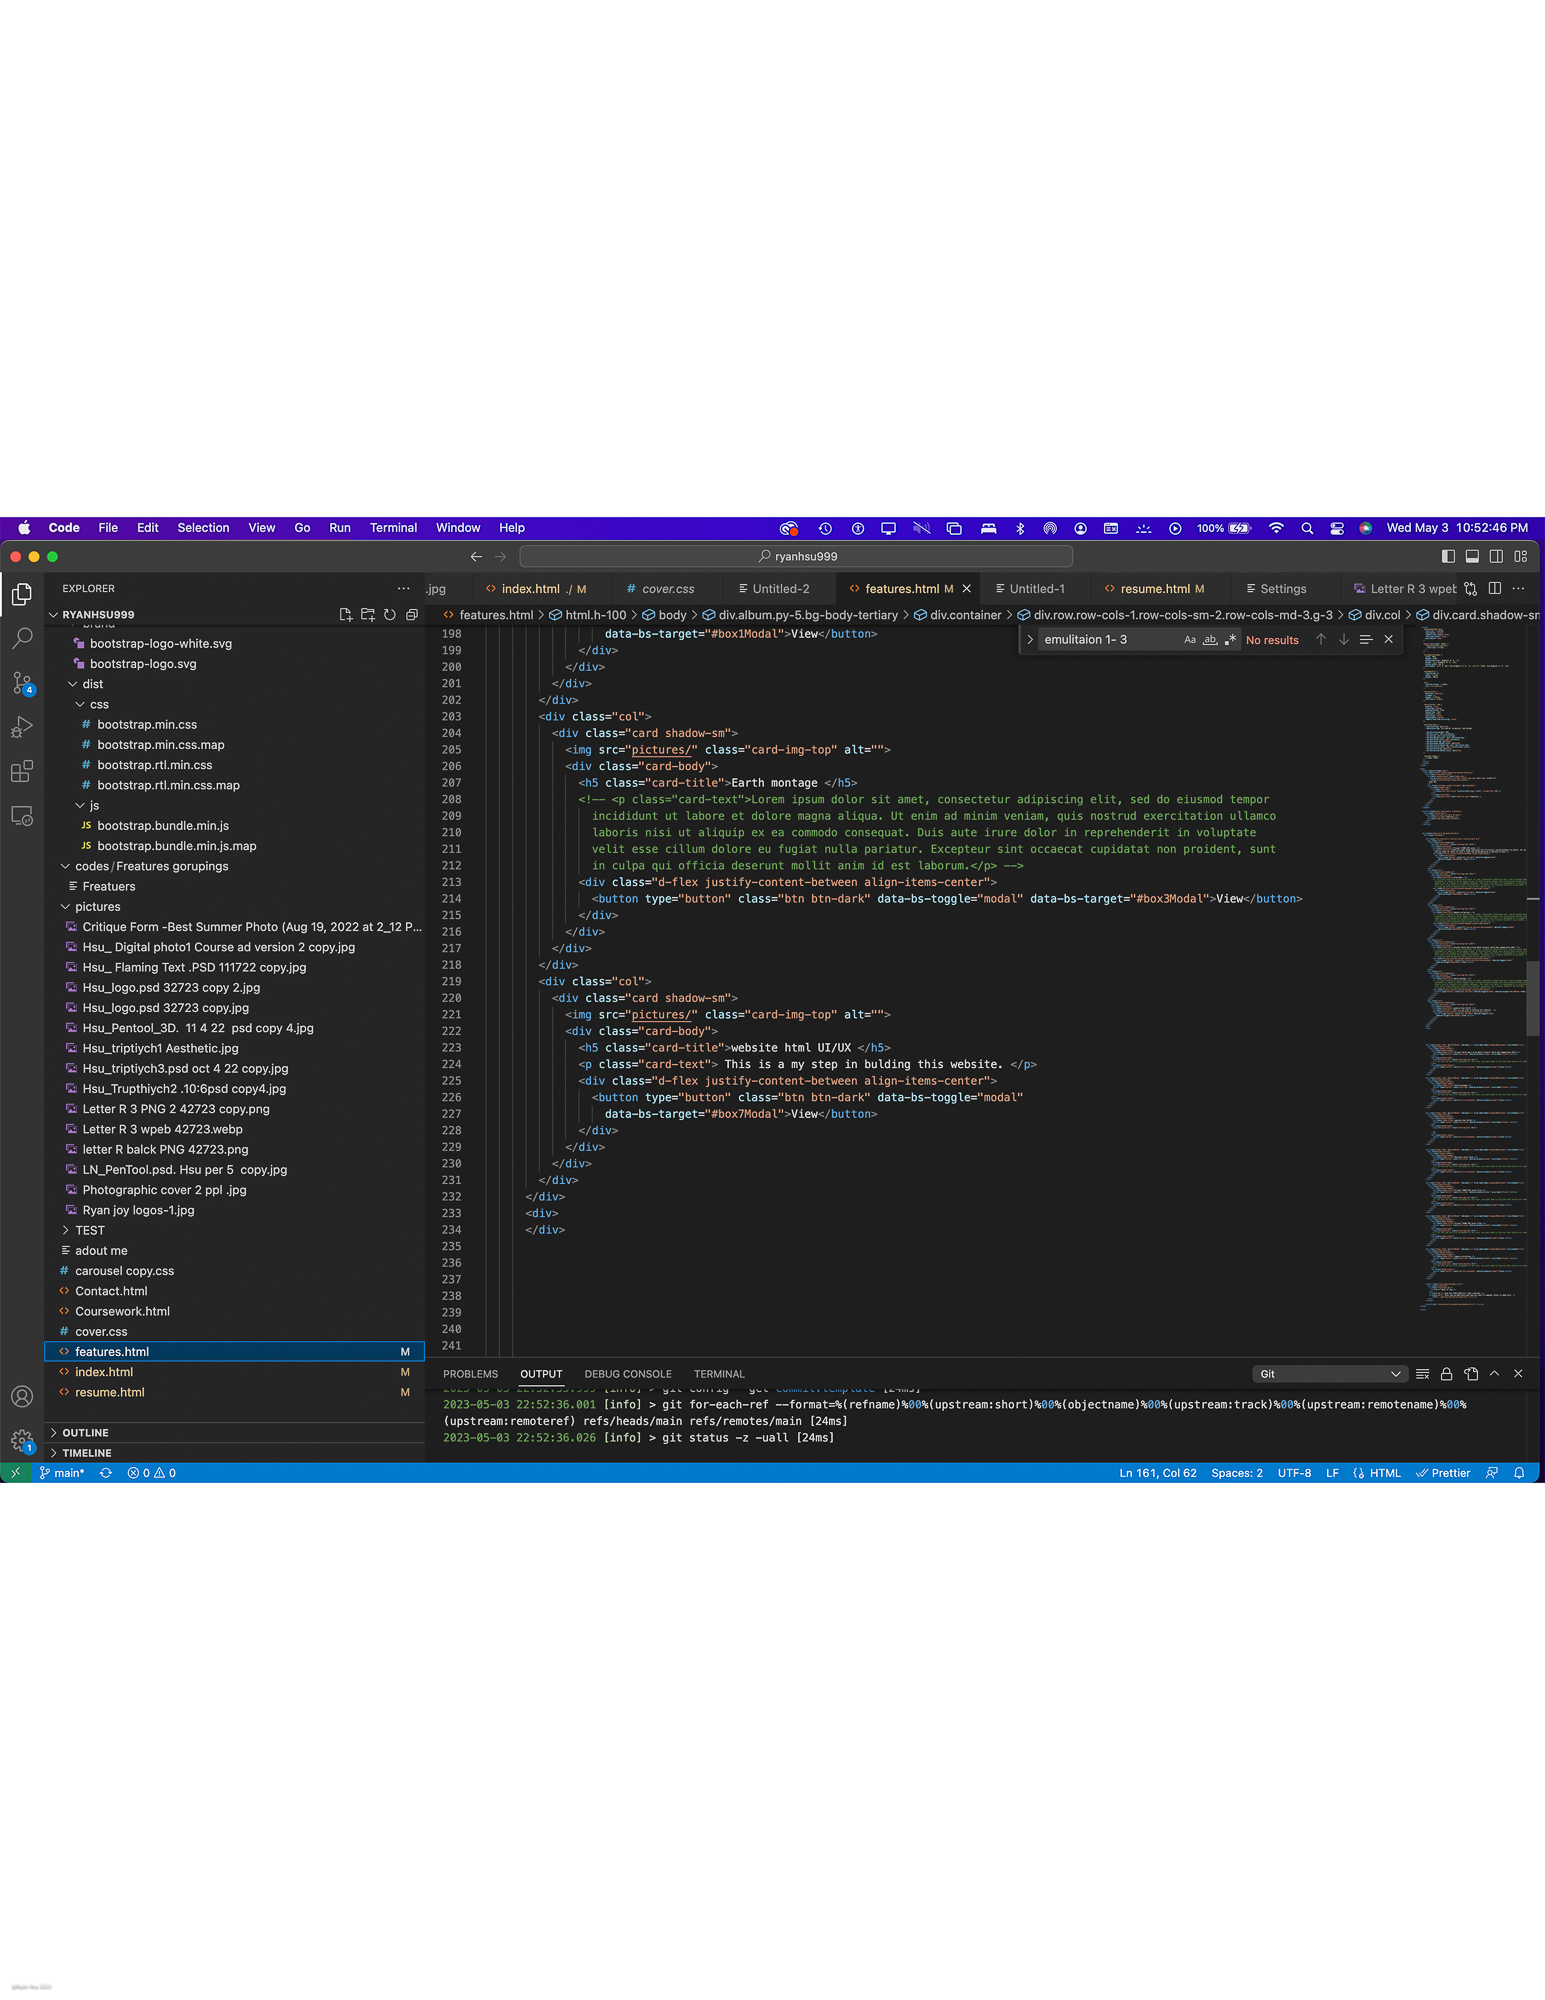 Code File Edit Selection View Go Run Terminal Window Help 100% Wed May 3 10:52:46 PM
ryanhsu999
EXPLORER
.jpg index.html ./ M cover.css Untitled-2 features.html M Untitled-1 resume.html M Settings Letter R 3 wpeb
RYANHSU999
features.html > html.h-100 > body > div.album.py-5.bg-body-tertiary > div.container > div.row.row-cols-1.row-cols-sm-2.row-cols-md-3.g-3 > div.col > div.card.shadow-sm
emulitaion 1- 3 Aa ab .* No results
bootstrap-logo-white.svg
bootstrap-logo.svg
dist
css
bootstrap.min.css
bootstrap.min.css.map
bootstrap.rtl.min.css
bootstrap.rtl.min.css.map
js
JS bootstrap.bundle.min.js
JS bootstrap.bundle.min.js.map
codes/Freatures gorupings
Freatuers
pictures
Critique Form -Best Summer Photo (Aug 19, 2022 at 2_12 P...
Hsu_ Digital photo1 Course ad version 2 copy.jpg
Hsu_ Flaming Text .PSD 111722 copy.jpg
Hsu_logo.psd 32723 copy 2.jpg
Hsu_logo.psd 32723 copy.jpg
Hsu_Pentool_3D. 11 4 22 psd copy 4.jpg
Hsu_triptiych1 Aesthetic.jpg
Hsu_triptiych3.psd oct 4 22 copy.jpg
Hsu_Trupthiych2 .10:6psd copy4.jpg
Letter R 3 PNG 2 42723 copy.png
Letter R 3 wpeb 42723.webp
letter R balck PNG 42723.png
LN_PenTool.psd. Hsu per 5 copy.jpg
Photographic cover 2 ppl .jpg
Ryan joy logos-1.jpg
TEST
adout me
# carousel copy.css
Contact.html
Coursework.html
# cover.css
features.html M
index.html M
resume.html M
OUTLINE
TIMELINE
198 data-bs-target="#box1Modal">View</button>
199 </div>
200 </div>
201 </div>
202 </div>
203 <div class="col">
204 <div class="card shadow-sm">
205 <img src="pictures/" class="card-img-top" alt="">
206 <div class="card-body">
207 <h5 class="card-title">Earth montage </h5>
208 <!-- <p class="card-text">Lorem ipsum dolor sit amet, consectetur adipiscing elit, sed do eiusmod tempor
209 incididunt ut labore et dolore magna aliqua. Ut enim ad minim veniam, quis nostrud exercitation ullamco
210 laboris nisi ut aliquip ex ea commodo consequat. Duis aute irure dolor in reprehenderit in voluptate
211 velit esse cillum dolore eu fugiat nulla pariatur. Excepteur sint occaecat cupidatat non proident, sunt
212 in culpa qui officia deserunt mollit anim id est laborum.</p> -->
213 <div class="d-flex justify-content-between align-items-center">
214 <button type="button" class="btn btn-dark" data-bs-toggle="modal" data-bs-target="#box3Modal">View</button>
215 </div>
216 </div>
217 </div>
218 </div>
219 <div class="col">
220 <div class="card shadow-sm">
221 <img src="pictures/" class="card-img-top" alt="">
222 <div class="card-body">
223 <h5 class="card-title">website html UI/UX </h5>
224 <p class="card-text"> This is a my step in bulding this website. </p>
225 <div class="d-flex justify-content-between align-items-center">
226 <button type="button" class="btn btn-dark" data-bs-toggle="modal"
227 data-bs-target="#box7Modal">View</button>
228 </div>
229 </div>
230 </div>
231 </div>
232 </div>
233 <div>
234 </div>
235
236
237
238
239
240
241
PROBLEMS OUTPUT DEBUG CONSOLE TERMINAL Git
2023-05-03 22:52:36.001 [info] > git for-each-ref --format=%(refname)%00%(upstream:short)%00%(objectname)%00%(upstream:track)%00%(upstream:remotename)%00%
(upstream:remoteref) refs/heads/main refs/remotes/main [24ms]
2023-05-03 22:52:36.026 [info] > git status -z -uall [24ms]
main* 0 0 Ln 161, Col 62 Spaces: 2 UTF-8 LF HTML Prettier
4
1